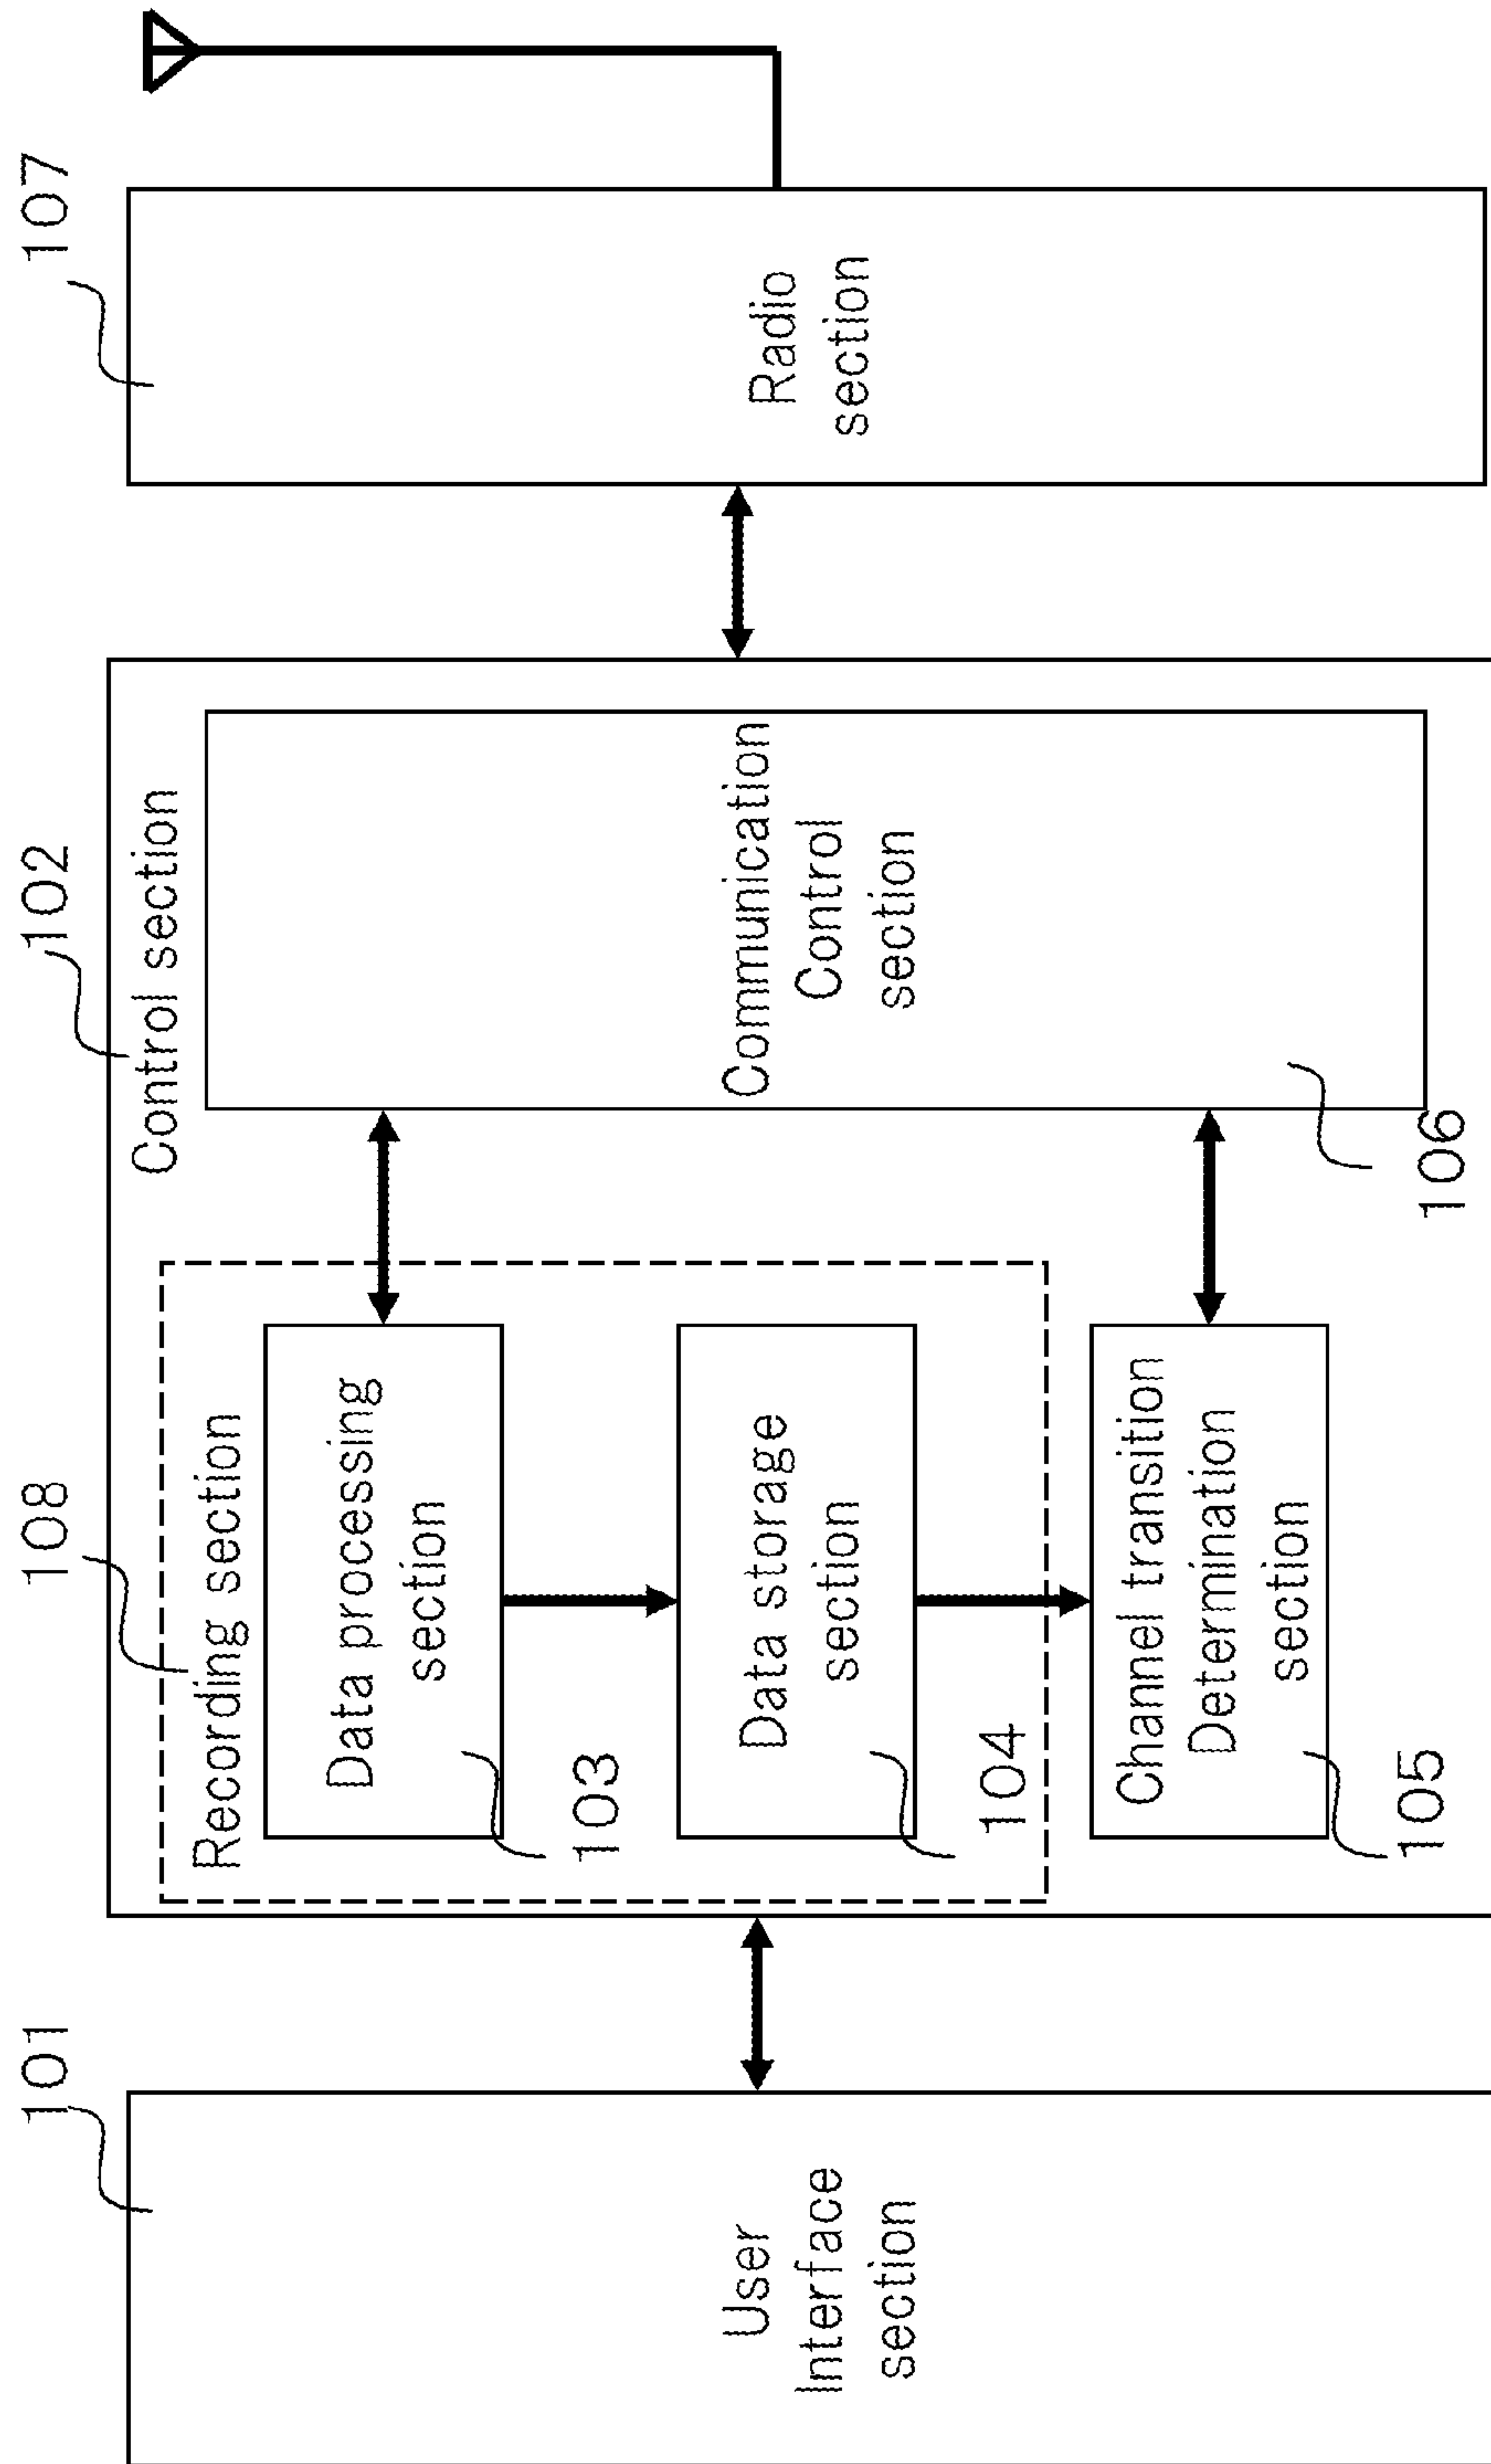 101
User
Interface
section
102
Control section
108
Recording section
Data processing
section
103
Data storage
section
104
Channel transition
Determination
section
105
Communication
Control
section
106
107
Radio
section